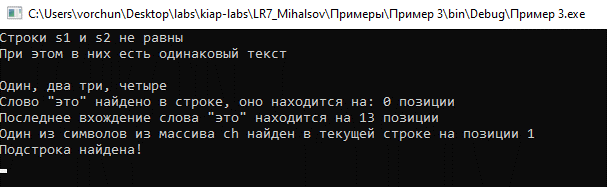 C:\Users\vorchun\Desktop\labs\kiap-labs\LR7_Mihalsov\Примеры\Пример 3\bin\Debug\Пример 3.exe
Строки s1 и s2 не равны
При этом в них есть одинаковый текст
Один, два три, четыре
Слово "это" найдено в строке, оно находится на: 0 позиции
Последнее вхождение слова "это" находится на 13 позиции
Один из символов из массива ch найден в текущей строке на позиции 1
Подстрока найдена!